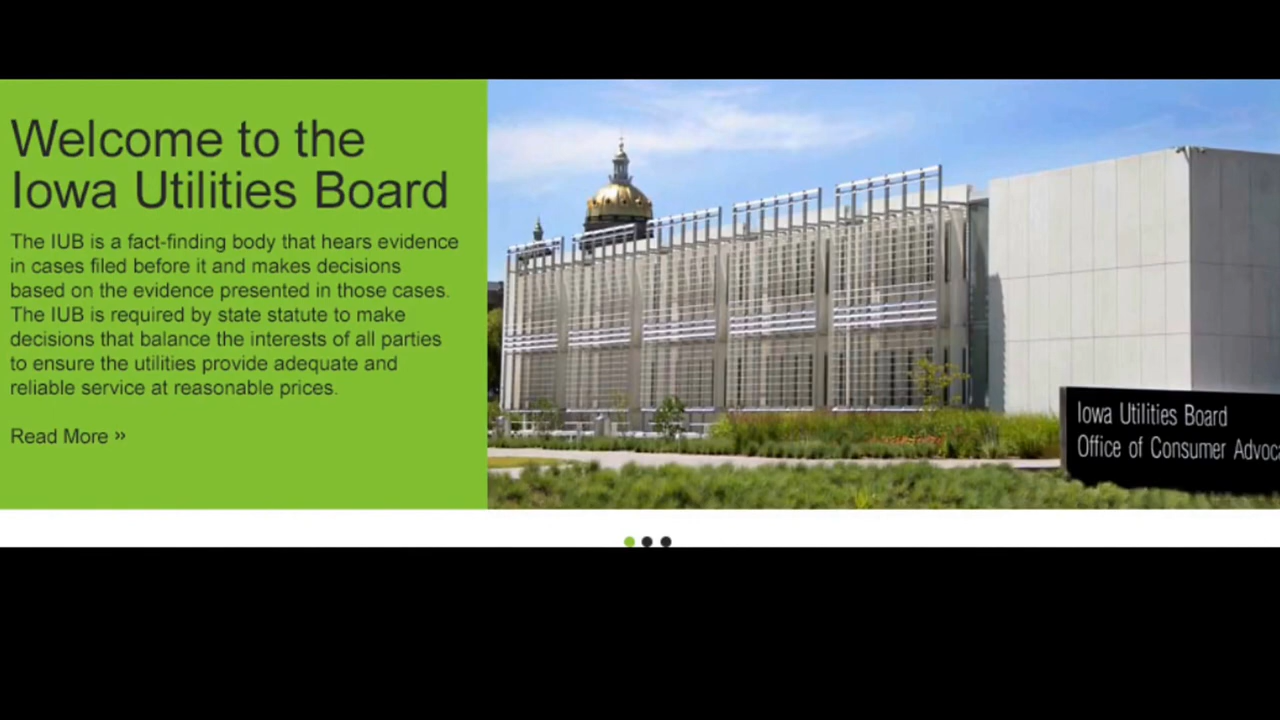 Welcome to the
Iowa Utilities Board
The IUB is a fact-finding body that hears evidence
in cases filed before it and makes decisions
based on the evidence presented in those cases.
The IUB is required by state statute to make
decisions that balance the interests of all parties
to ensure the utilities provide adequate and
reliable service at reasonable prices.
Read More »
Iowa Utilities Board
Office of Consumer Advoca